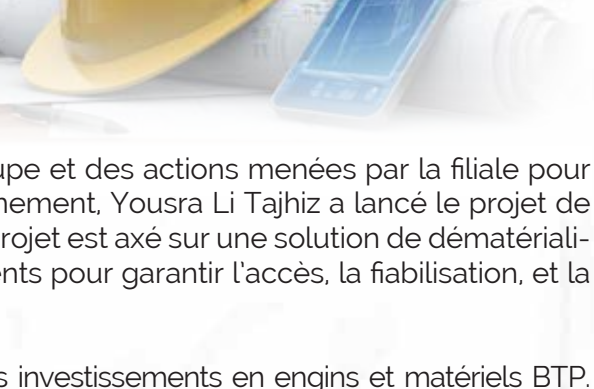 upe et des actions menées par la filiale pour
nement, Yousra Li Tajhiz a lancé le projet de
rojet est axé sur une solution de dématériali-
nts pour garantir l'accès, la fiabilisation, et la
s investissements en engins et matériels BTP.